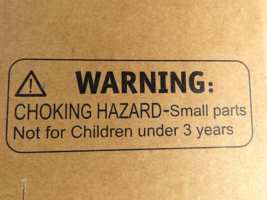 WARNING:
CHOKING HAZARD-Small parts
Not for Children under 3 years